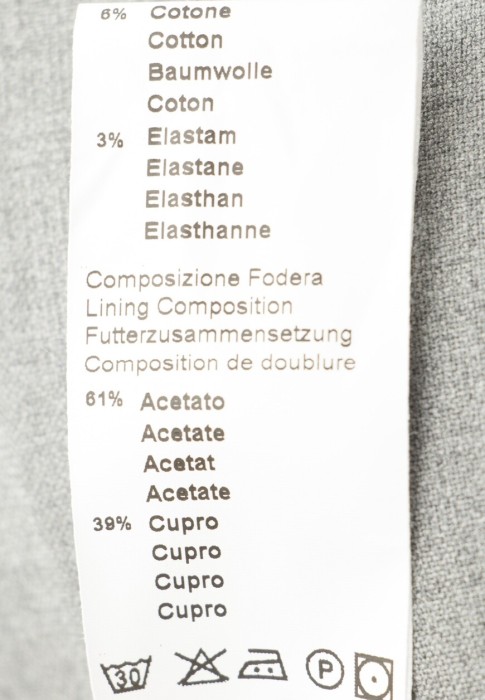 6% Cotone
Cotton
Baumwolle
Coton
3% Elastam
Elastane
Elasthan
Elasthanne
Composizione Fodera
Lining Composition
Futterzusammensetzung
Composition de doublure
61% Acetato
Acetate
Acetat
Acetate
39% Cupro
Cupro
Cupro
Cupro
30 P